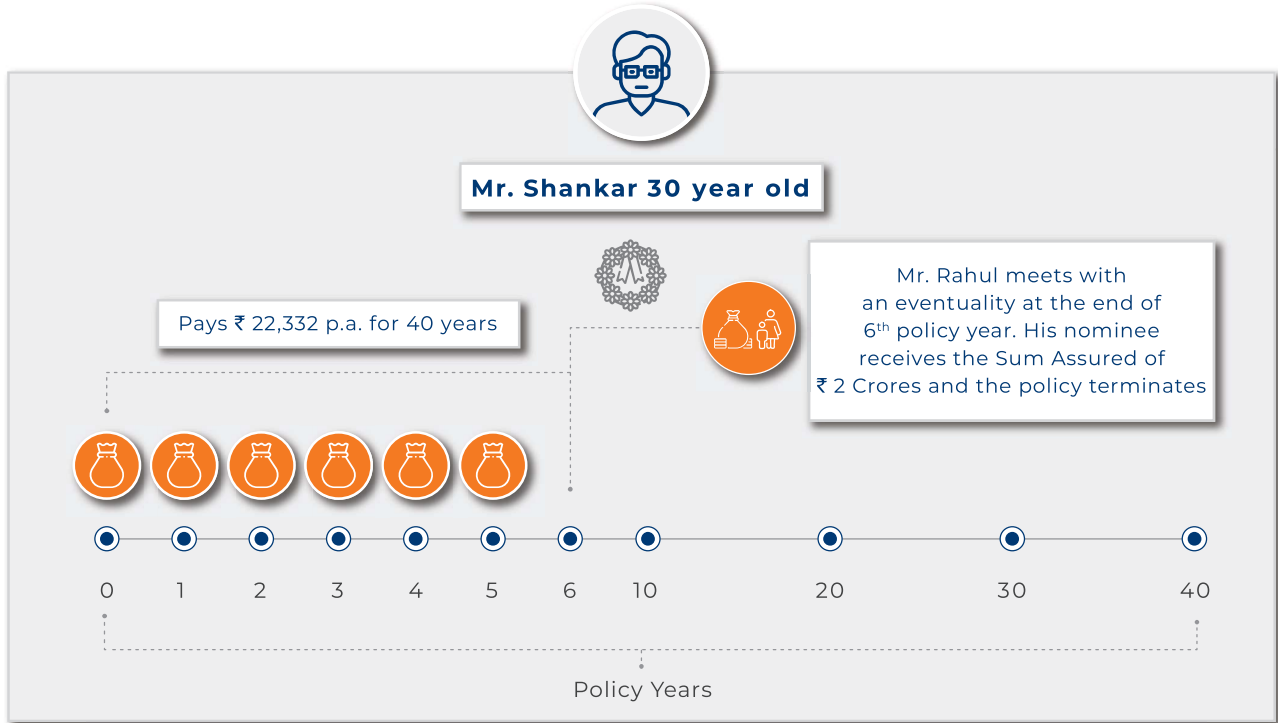 Mr. Shankar 30 year old
Pays ₹ 22,332 p.a. for 40 years
Mr. Rahul meets with
an eventuality at the end of
6th policy year. His nominee
receives the Sum Assured of
₹ 2 Crores and the policy terminates
0 1 2 3 4 5 6 10 20 30 40
Policy Years